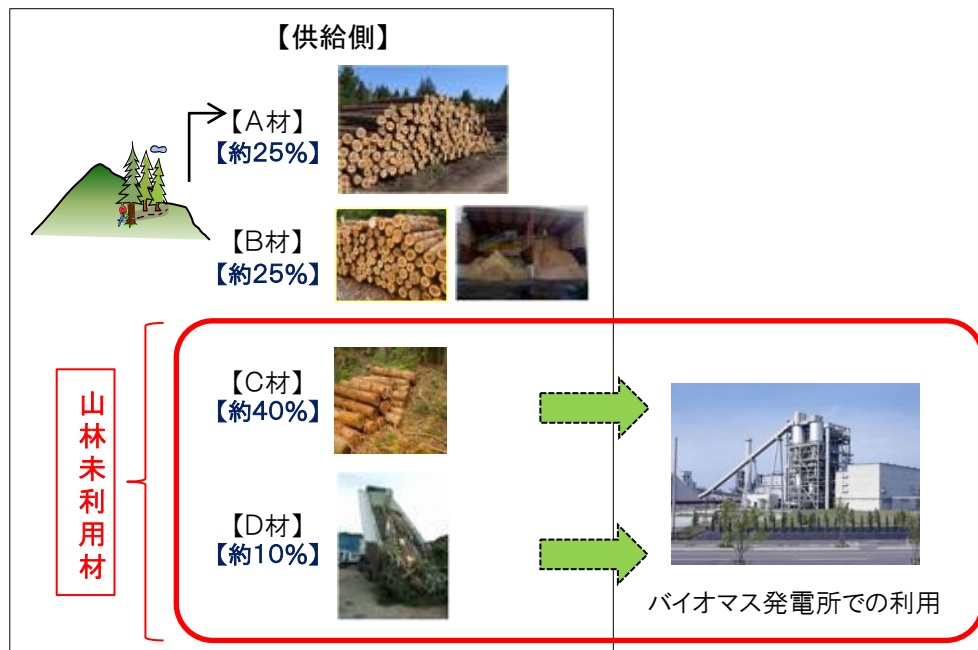 【供給側】
【A材】
【約25%】
【B材】
【約25%】
山林未利用材
【C材】
【約40%】
【D材】
【約10%】
バイオマス発電所での利用